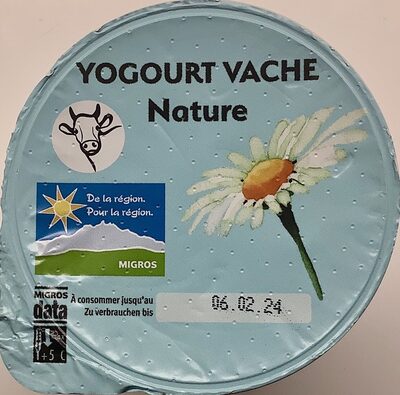 YOGOURT VACHE
Nature
De la région.
Pour la région.
MIGROS
MIGROS
data
À consommer jusqu'au
Zu verbrauchen bis
06.02.24
+5 C